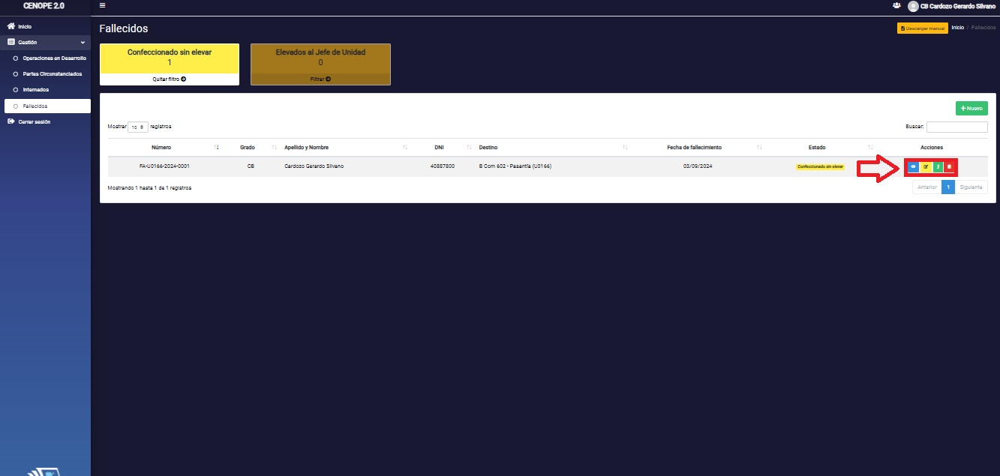 CENOPE 2.0
CB Cardozo Gerardo Silvano
Inicio
Gestión
Operaciones en Desarrollo
Partes Circunstanciados
Internados
Fallecidos
Cerrar sesión
Fallecidos
Descargar manual
Inicio / Fallecidos
Confeccionado sin elevar
1
Quitar filtro
Elevados al Jefe de Unidad
0
Filtrar
+ Nuevo
Mostrar 10 registros
Buscar:
Número Grado Apellido y Nombre DNI Destino Fecha de fallecimiento Estado Acciones
FA-U0166-2024-0001 CB Cardozo Gerardo Silvano 40887800 B Com 602 - Pasantía (U0166) 03/09/2024 Confeccionado sin elevar
Mostrando 1 hasta 1 de 1 registros
Anterior 1 Siguiente